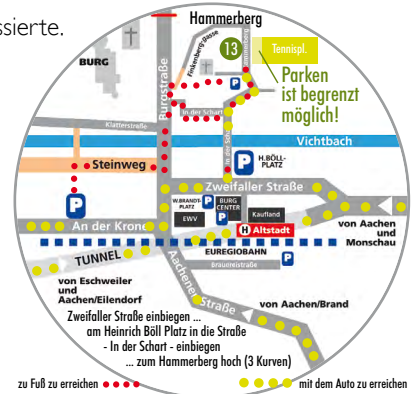 ssierte.
Hammerberg
13
Hammerberg
Tennispl.
Finkenberg-gasse
BURG
Burgstraße
P
Parken
ist begrenzt
möglich!
In der Schart
Klatterstraße
In der Scha
Vichtbach
Steinweg
P
H.BÖLL-
PLATZ
Zweifaller Straße
P
W.BRANDT-
PLATZ
P
BURG
CENTER
P
EWV
Kaufland
An der Krone
H Altstadt
von Aachen
und
Monschau
EUREGIOBAHN
TUNNEL
Brauereistraße
P
von Eschweiler
und
Aachen/Eilendorf
Aachener Straße
von Aachen/Brand
Zweifaller Straße einbiegen ...
am Heinrich Böll Platz in die Straße
- In der Schart - einbiegen
... zum Hammerberg hoch (3 Kurven)
zu Fuß zu erreichen
mit dem Auto zu erreichen